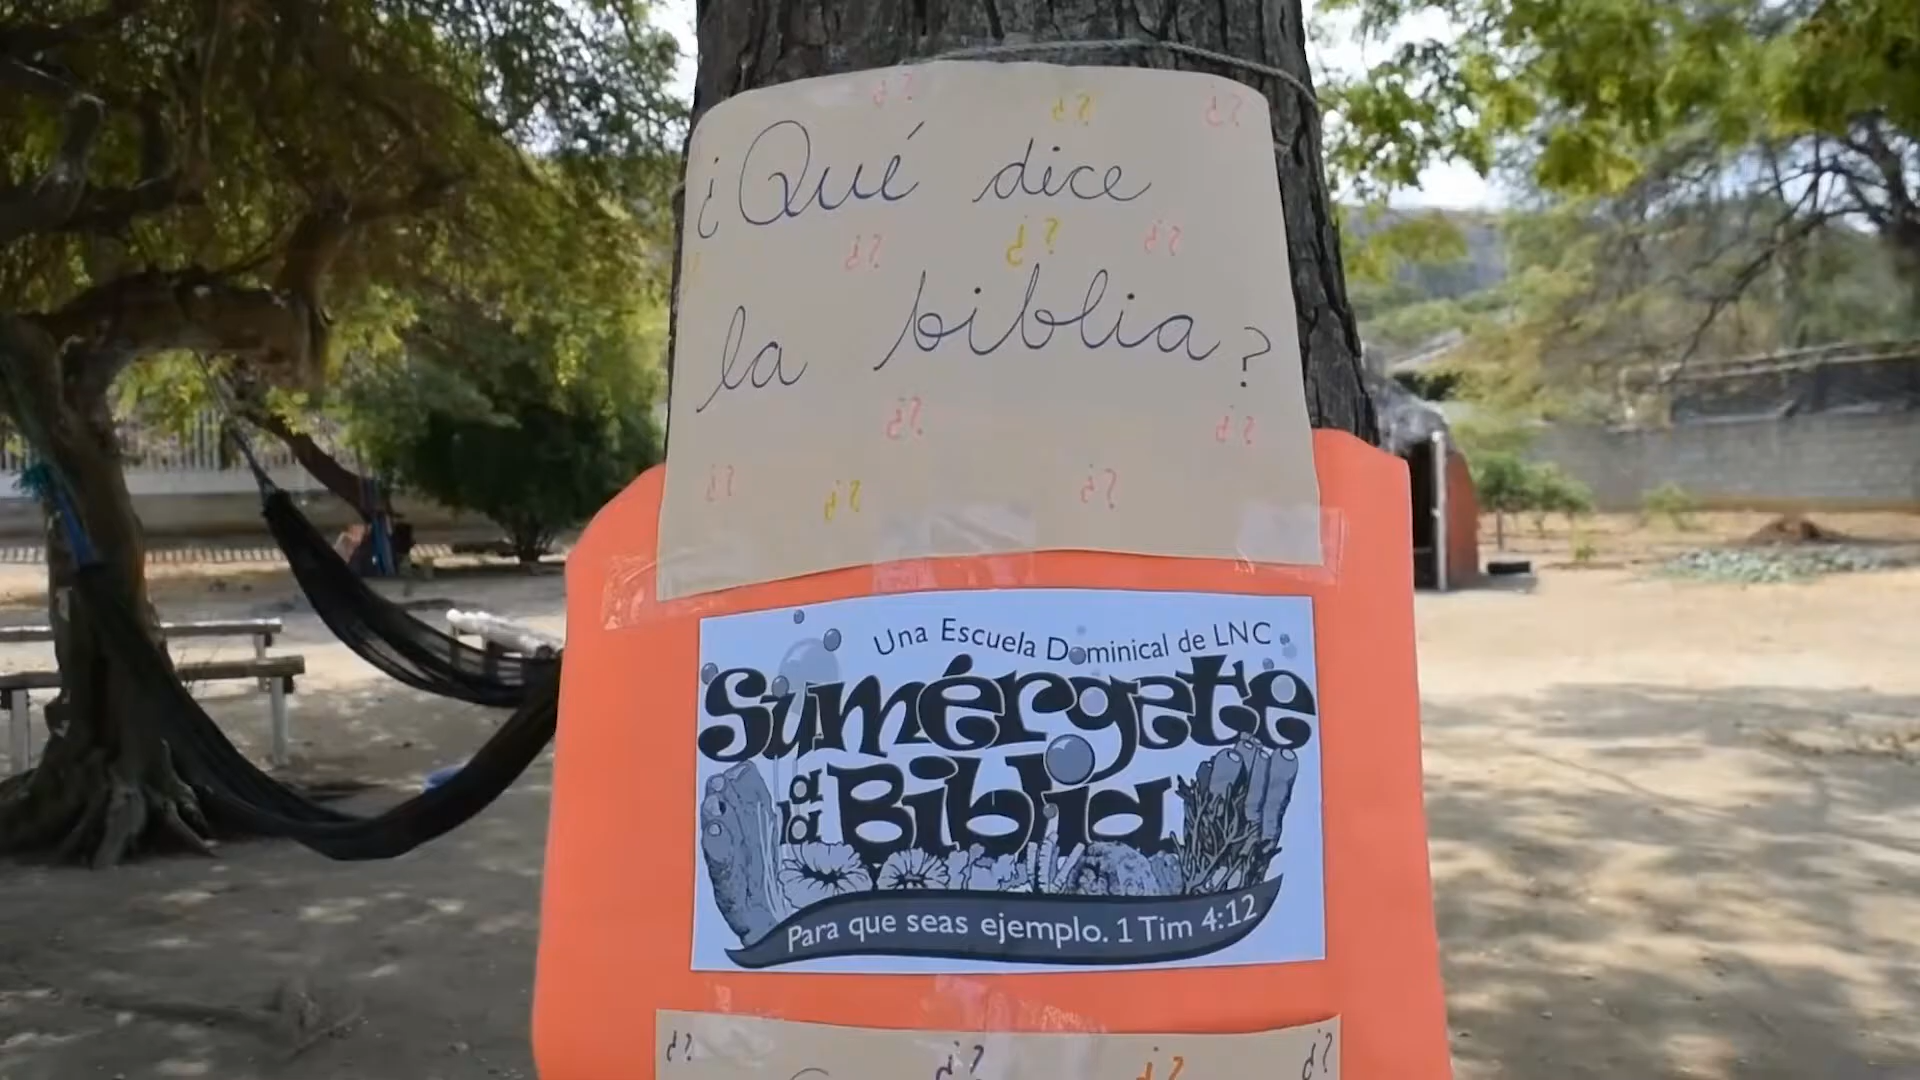 ¿? ¿? ¿?
¿Qué dice
¿? ¿? ¿?
la biblia?
¿? ¿?
¿? ¿? ¿?
Una Escuela Dominical de LNC
Sumérgete
a la Biblia
Para que seas ejemplo. 1 Tim 4:12
¿? ¿? ¿? ¿?